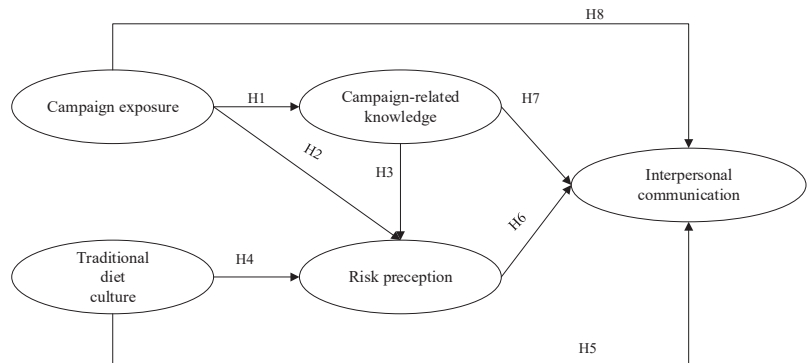 H8
Campaign exposure
H1
Campaign-related
knowledge
H7
H2
H3
Interpersonal
communication
Traditional
diet
culture
H4
Risk preception
H6
H5